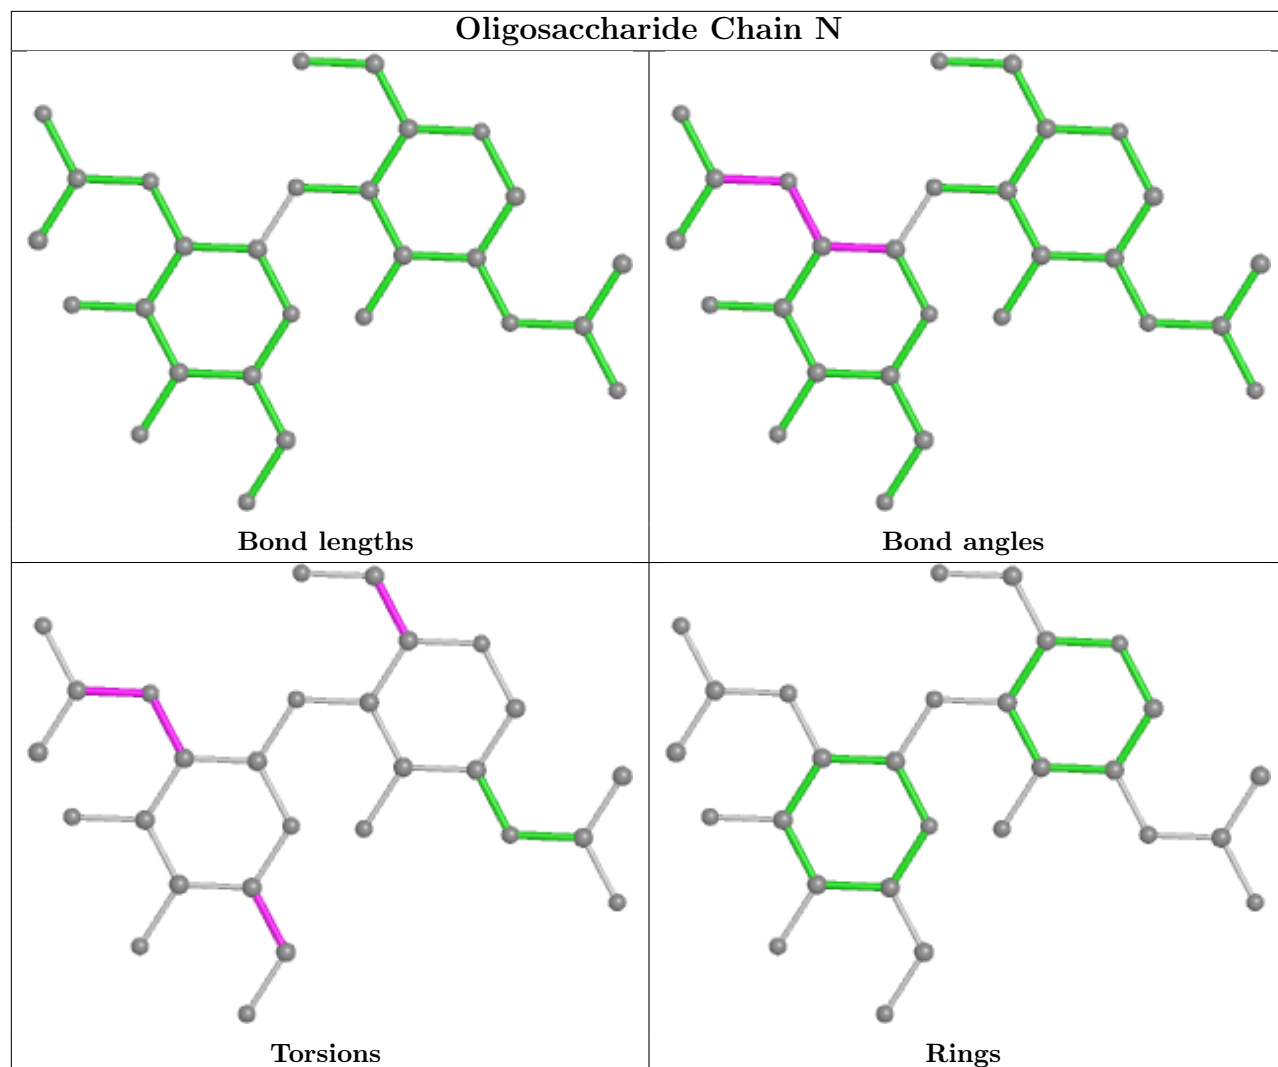 Oligosaccharide Chain N
Bond lengths
Bond angles
Torsions
Rings